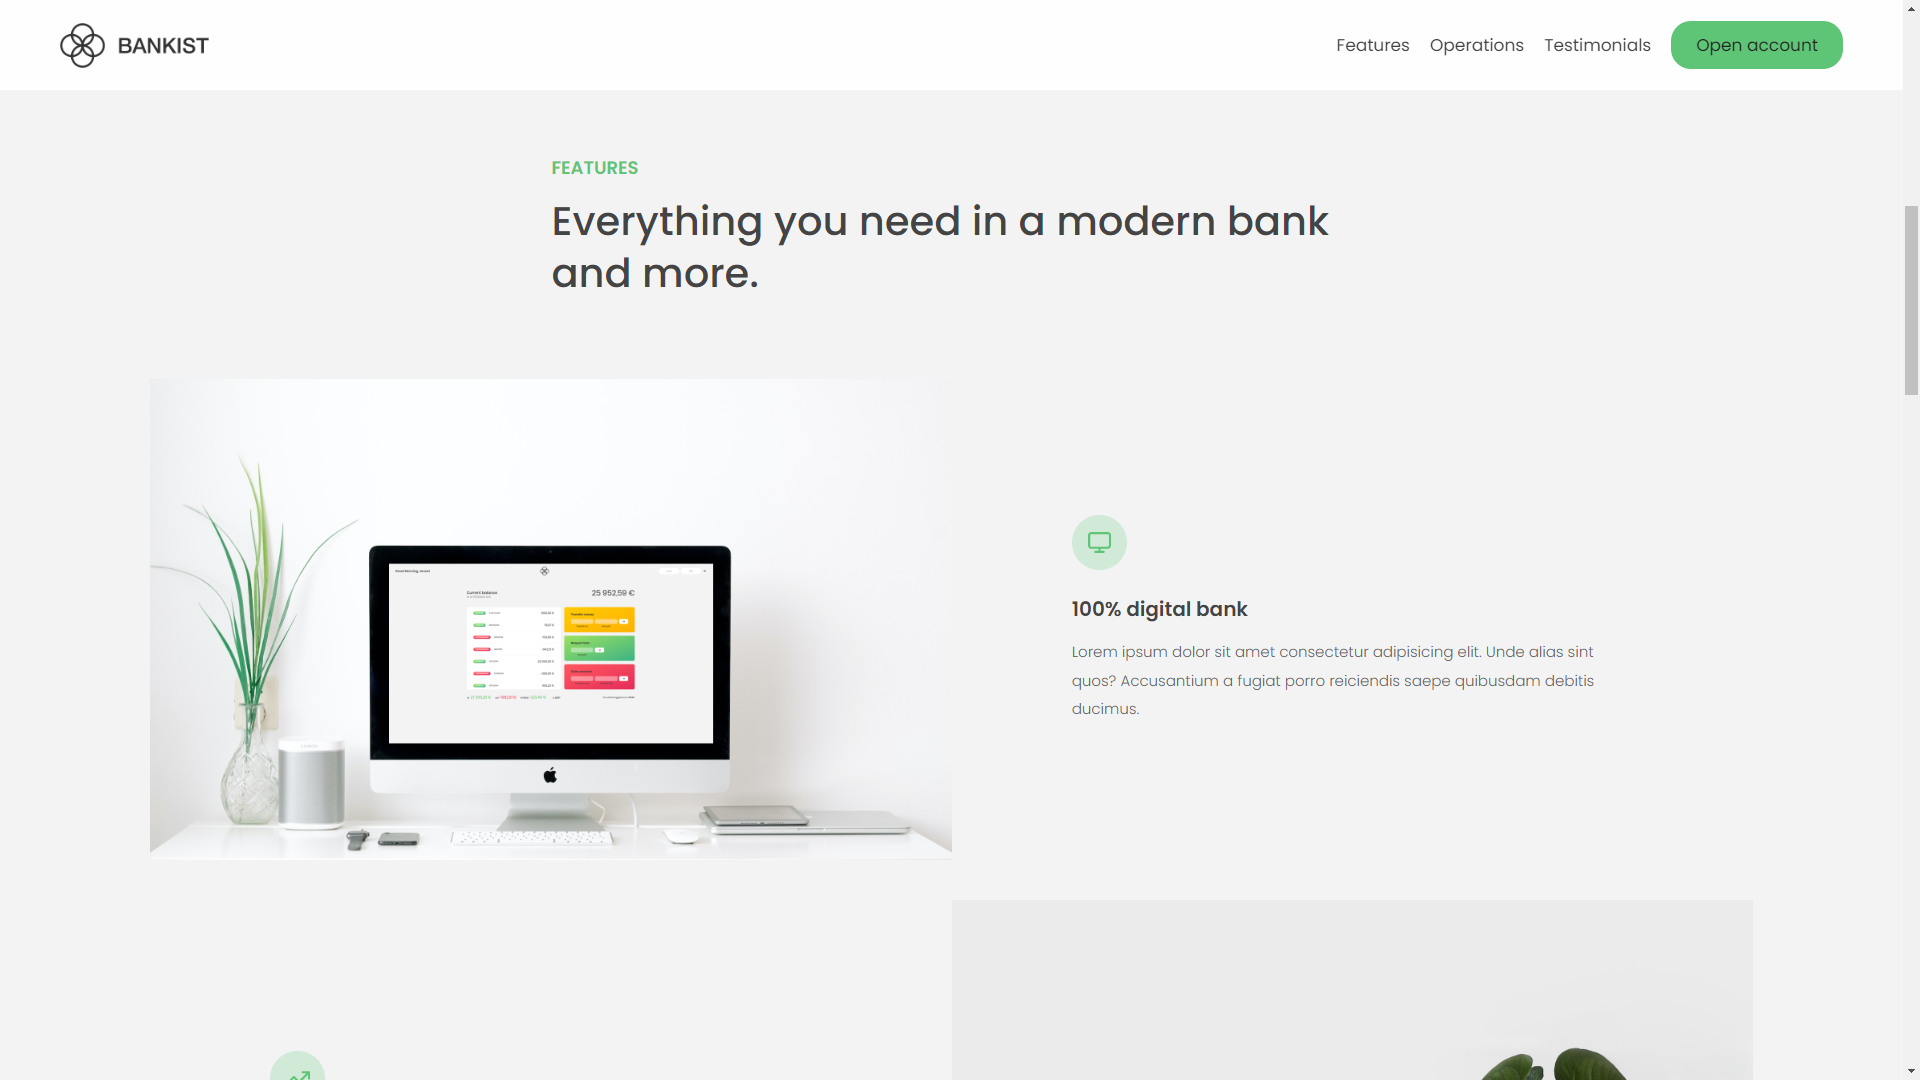 BANKIST
Features Operations Testimonials Open account
FEATURES
Everything you need in a modern bank
and more.
25 952,59 €
Current balance
100% digital bank
Lorem ipsum dolor sit amet consectetur adipisicing elit. Unde alias sint
quos? Accusantium a fugiat porro reiciendis saepe quibusdam debitis
ducimus.